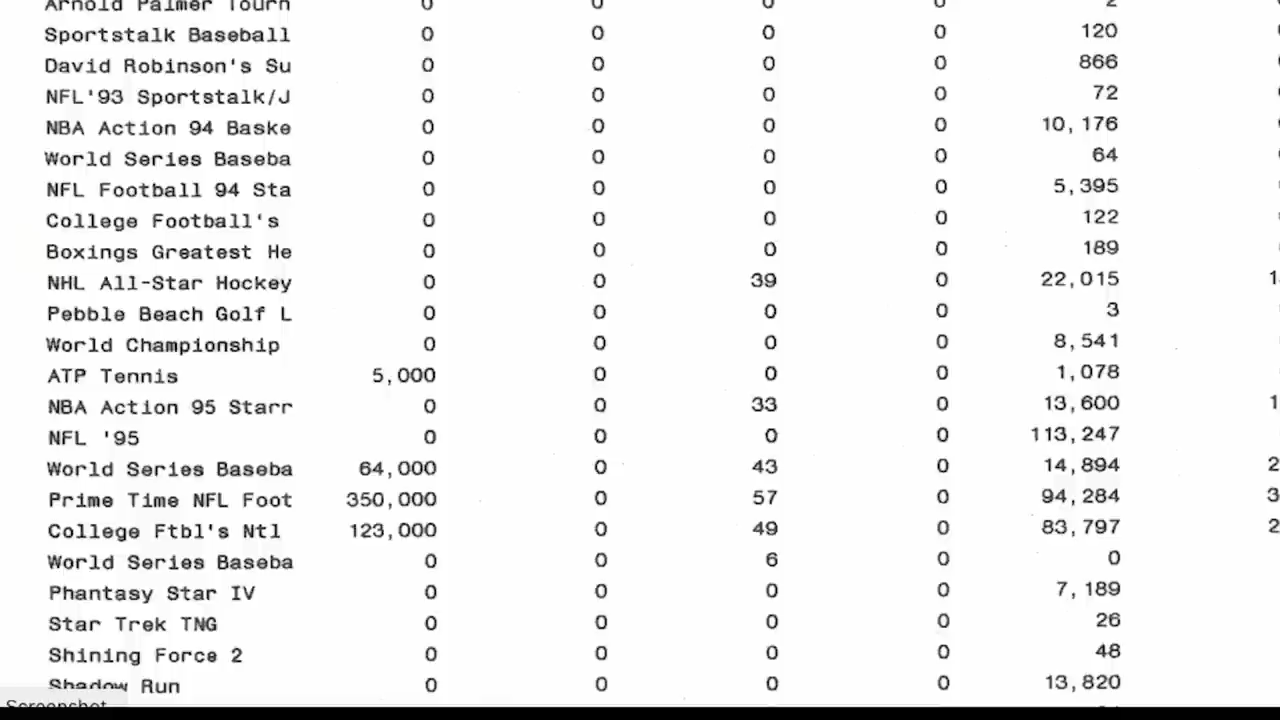 Arnold Palmer Tourn 0 0 0 0 2
Sportstalk Baseball 0 0 0 0 120
David Robinson's Su 0 0 0 0 866
NFL'93 Sportstalk/J 0 0 0 0 72
NBA Action 94 Baske 0 0 0 0 10,176
World Series Baseba 0 0 0 0 64
NFL Football 94 Sta 0 0 0 0 5,395
College Football's 0 0 0 0 122
Boxings Greatest He 0 0 0 0 189
NHL All-Star Hockey 0 0 39 0 22,015 1
Pebble Beach Golf L 0 0 0 0 3
World Championship 0 0 0 0 8,541
ATP Tennis 5,000 0 0 0 1,078
NBA Action 95 Starr 0 0 33 0 13,600 1
NFL '95 0 0 0 0 113,247
World Series Baseba 64,000 0 43 0 14,894 2
Prime Time NFL Foot 350,000 0 57 0 94,284 3
College Ftbl's Ntl 123,000 0 49 0 83,797 2
World Series Baseba 0 0 6 0 0
Phantasy Star IV 0 0 0 0 7,189
Star Trek TNG 0 0 0 0 26
Shining Force 2 0 0 0 0 48
Shadow Run 0 0 0 0 13,820
Screenshot